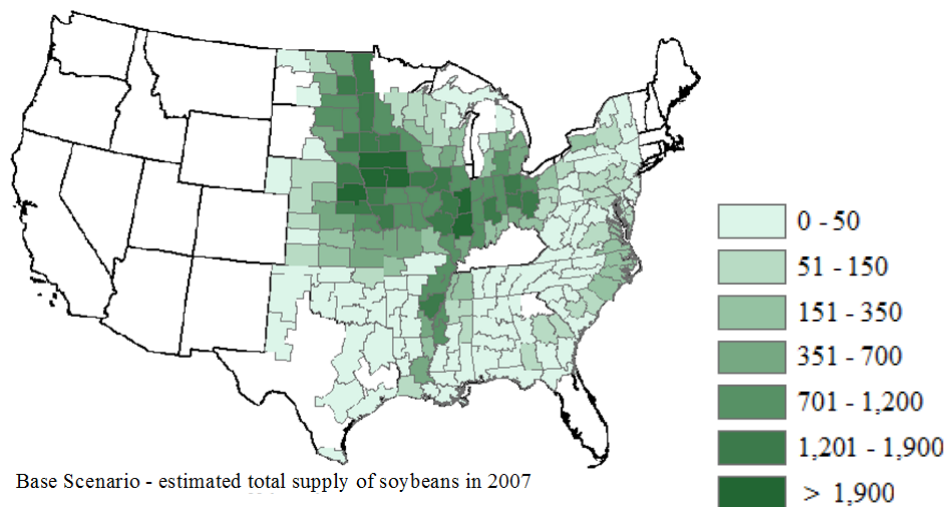 0 - 50
51 - 150
151 - 350
351 - 700
701 - 1,200
1,201 - 1,900
> 1,900
Base Scenario - estimated total supply of soybeans in 2007